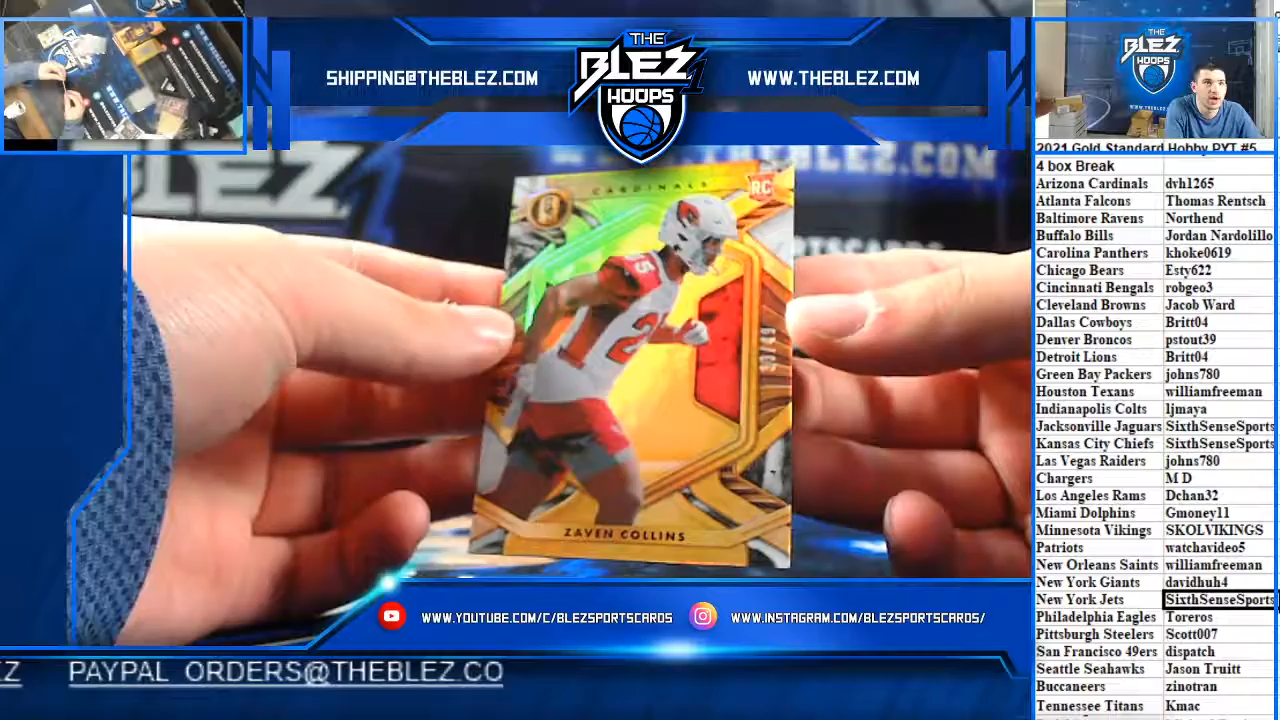 SHIPPING@THEBLEZ.COM
THE
BLEZ
HOOPS
WWW.THEBLEZ.COM
THE
BLEZ
HOOPS
2021 Gold Standard Hobby PYT #5
4 box Break
Arizona Cardinals dvh1265
Atlanta Falcons Thomas Rentsch
Baltimore Ravens Northend
Buffalo Bills Jordan Nardolillo
Carolina Panthers khoke0619
Chicago Bears Esty622
Cincinnati Bengals robgeo3
Cleveland Browns Jacob Ward
Dallas Cowboys Britt04
Denver Broncos pstout39
Detroit Lions Britt04
Green Bay Packers johns780
Houston Texans williamfreeman
Indianapolis Colts ljmaya
Jacksonville Jaguars SixthSenseSports
Kansas City Chiefs SixthSenseSports
Las Vegas Raiders johns780
Chargers M D
Los Angeles Rams Dchan32
Miami Dolphins Gmoney11
Minnesota Vikings SKOLVIKINGS
Patriots watchavideo5
New Orleans Saints williamfreeman
New York Giants davidhuh4
New York Jets SixthSenseSports
Philadelphia Eagles Toreros
Pittsburgh Steelers Scott007
San Francisco 49ers dispatch
Seattle Seahawks Jason Truitt
Buccaneers zinotran
Tennessee Titans Kmac
CARDINALS
RC
25
ZAVEN COLLINS
WWW.YOUTUBE.COM/C/BLEZSPORTSCARDS
WWW.INSTAGRAM.COM/BLEZSPORTSCARDS/
EZ PAYPAL ORDERS@THEBLEZ.CO